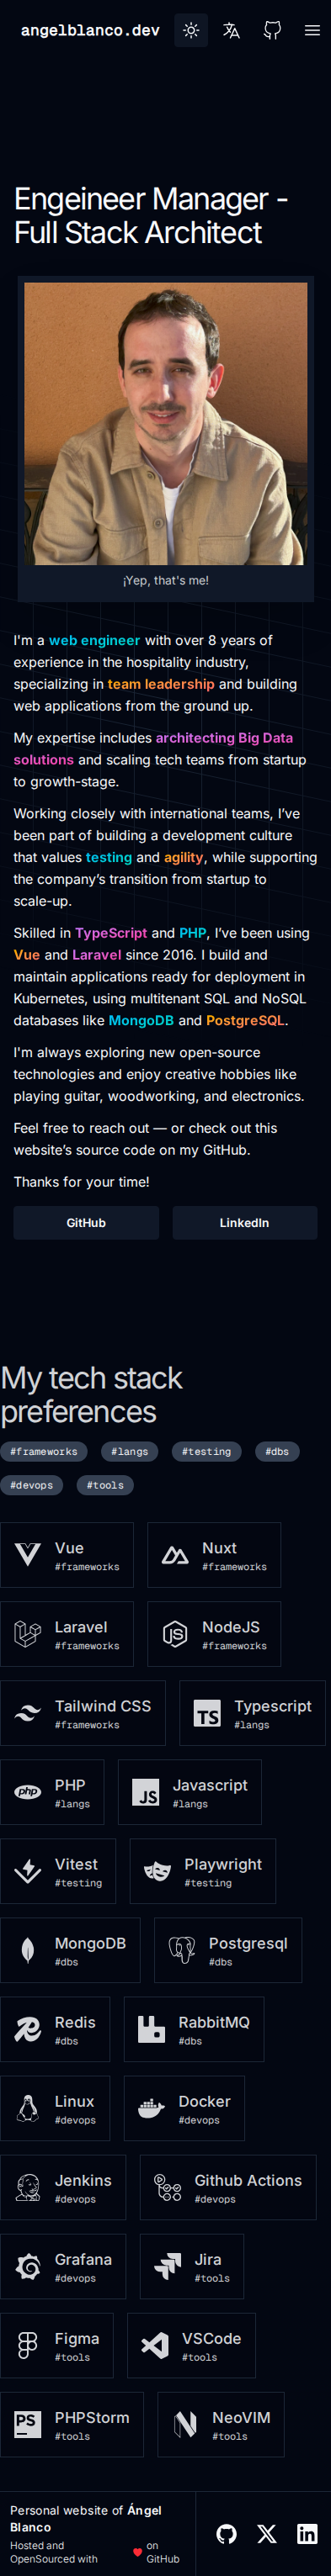 angelblanco.dev
Engeineer Manager -
Full Stack Architect
¡Yep, that's me!
I'm a web engineer with over 8 years of
experience in the hospitality industry,
specializing in team leadership and building
web applications from the ground up.
My expertise includes architecting Big Data
solutions and scaling tech teams from startup
to growth-stage.
Working closely with international teams, I’ve
been part of building a development culture
that values testing and agility, while supporting
the company’s transition from startup to
scale-up.
Skilled in TypeScript and PHP, I’ve been using
Vue and Laravel since 2016. I build and
maintain applications ready for deployment in
Kubernetes, using multitenant SQL and NoSQL
databases like MongoDB and PostgreSQL.
I'm always exploring new open-source
technologies and enjoy creative hobbies like
playing guitar, woodworking, and electronics.
Feel free to reach out — or check out this
website’s source code on my GitHub.
Thanks for your time!
GitHub LinkedIn
My tech stack
preferences
#frameworks #langs #testing #dbs
#devops #tools
Vue Nuxt
#frameworks #frameworks
Laravel NodeJS
#frameworks #frameworks
Tailwind CSS Typescript
#frameworks #langs
TS
PHP Javascript
#langs #langs
php JS
Vitest Playwright
#testing #testing
MongoDB Postgresql
#dbs #dbs
Redis RabbitMQ
#dbs #dbs
Linux Docker
#devops #devops
Jenkins Github Actions
#devops #devops
Grafana Jira
#devops #tools
Figma VSCode
#tools #tools
PS PHPStorm NeoVIM
#tools #tools
Personal website of Ángel
Blanco
Hosted and
OpenSourced with
on
GitHub